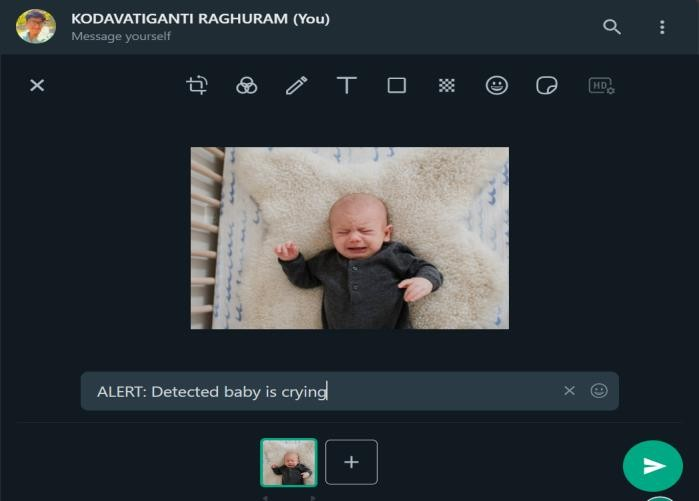 KODAVATIGANTI RAGHURAM (You)
Message yourself
T
HD
ALERT: Detected baby is crying